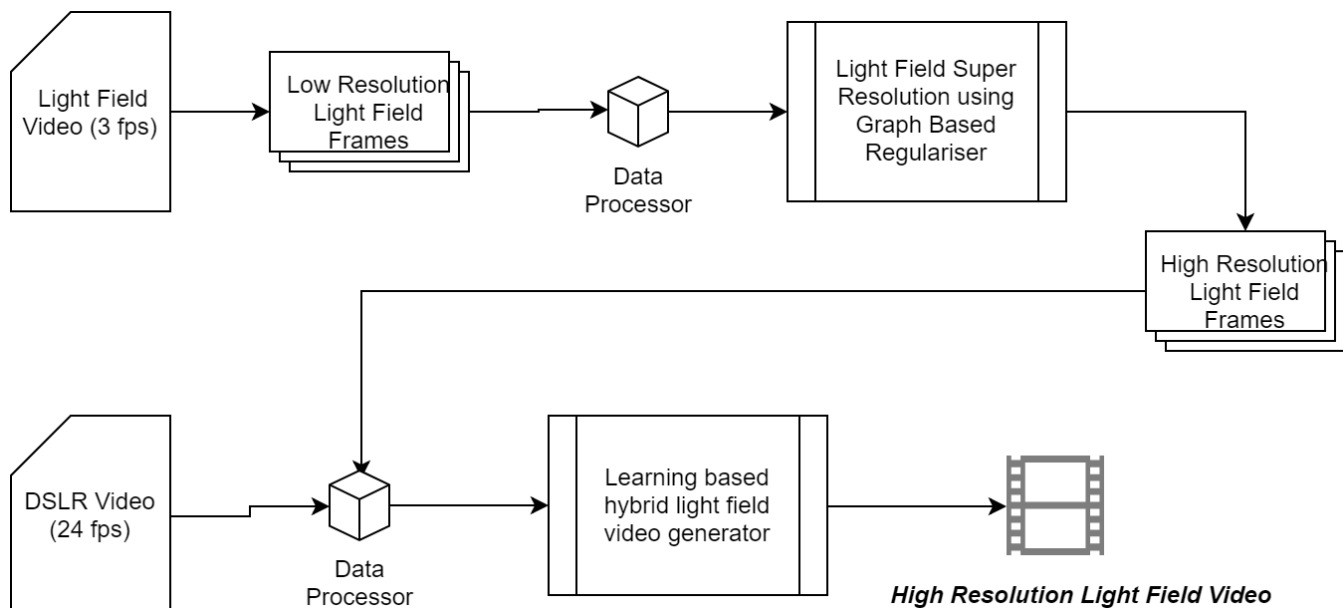 Light Field
Video (3 fps)
Low Resolution
Light Field
Frames
Data
Processor
Light Field Super
Resolution using
Graph Based
Regulariser
High Resolution
Light Field
Frames
DSLR Video
(24 fps)
Data
Processor
Learning based
hybrid light field
video generator
High Resolution Light Field Video